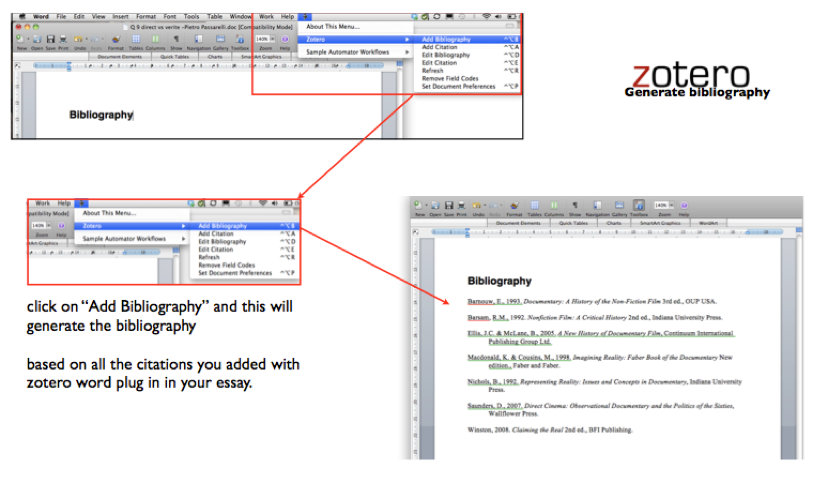 Word File Edit View Insert Format Font Tools Table Window Work Help
Q 9 direct vs verite -Pietro Passarelli.doc [Compatibility Mode]
New Open Save Print Undo Format Tables Columns Show Navigation Gallery Toolbox Zoom Help
140%
Document Elements Quick Tables Charts SmartArt Graphics
About This Menu...
Zotero
Sample Automator Workflows
Add Bibliography ^⌥B
Add Citation ^⌥A
Edit Bibliography ^⌥D
Edit Citation ^⌥E
Refresh ^⌥R
Remove Field Codes
Set Document Preferences ^⌥P
Bibliography
zotero
Generate bibliography
Work Help
patibility Mode]
140%
Zoom Help
rtArt Graphics
About This Menu...
Zotero
Sample Automator Workflows
Add Bibliography ^⌥B
Add Citation ^⌥A
Edit Bibliography ^⌥D
Edit Citation ^⌥E
Refresh ^⌥R
Remove Field Codes
Set Document Preferences ^⌥P
click on “Add Bibliography” and this will
generate the bibliography
based on all the citations you added with
zotero word plug in in your essay.
New Open Save Print Undo Redo Format Tables Columns Show Navigation Gallery Toolbox Zoom Help
140%
Document Elements Quick Tables Charts SmartArt Graphics WordArt
Bibliography
Barnouw, E., 1993. Documentary: A History of the Non-Fiction Film 3rd ed., OUP USA.
Barsam, R.M., 1992. Nonfiction Film: A Critical History 2nd ed., Indiana University Press.
Ellis, J.C. & McLane, B., 2005. A New History of Documentary Film, Continuum International
Publishing Group Ltd.
Macdonald, K. & Cousins, M., 1998. Imagining Reality: Faber Book of the Documentary New
edition., Faber and Faber.
Nichols, B., 1992. Representing Reality: Issues and Concepts in Documentary, Indiana University
Press.
Saunders, D., 2007. Direct Cinema: Observational Documentary and the Politics of the Sixties,
Wallflower Press.
Winston, 2008. Claiming the Real 2nd ed., BFI Publishing.